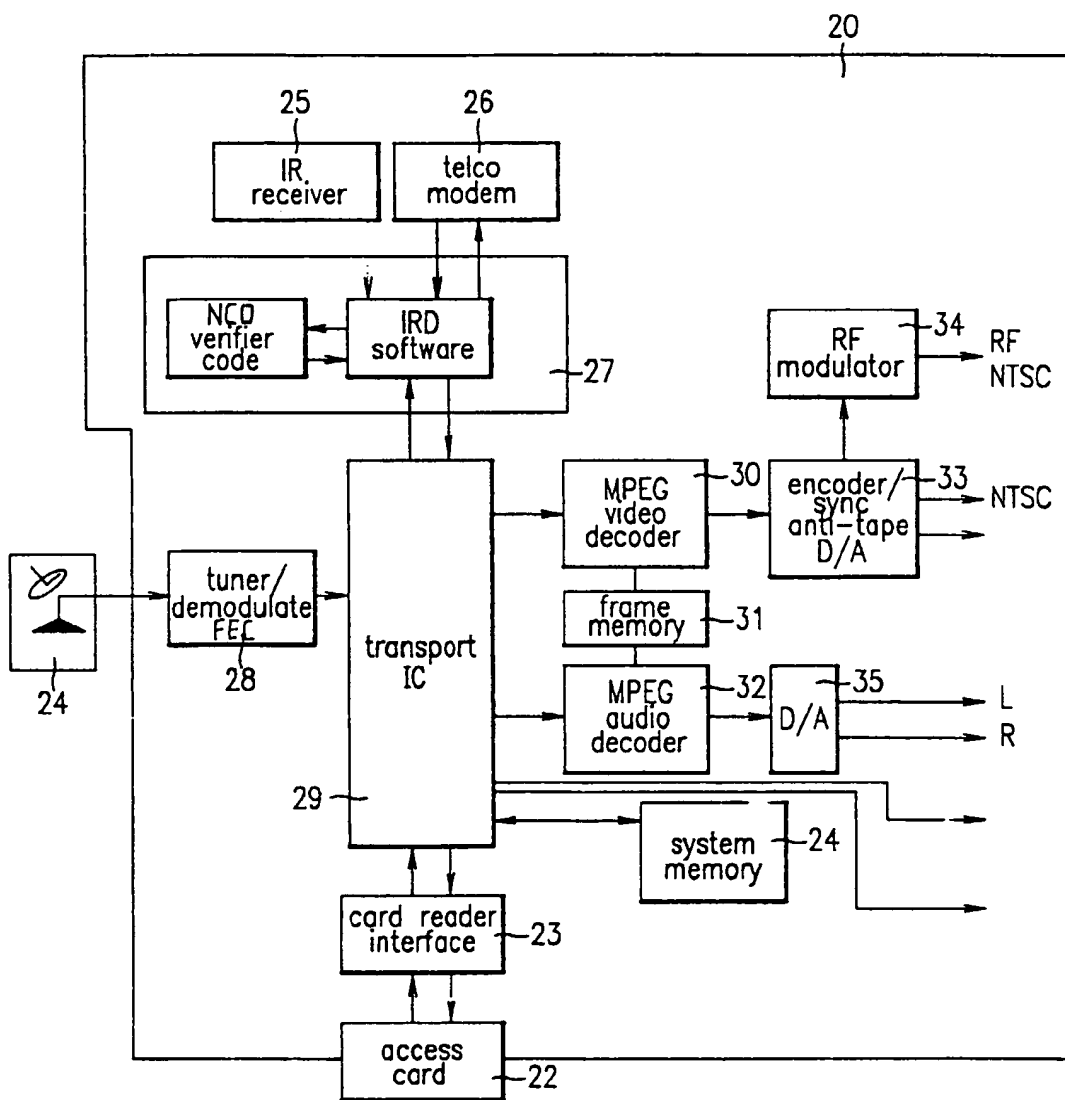 20
25
26
IR
receiver
telco
modem
NCO
verifier
code
IRD
software
27
RF
modulator
34
RF
NTSC
MPEG
video
decoder
30
encoder/
sync
anti-tape
D/A
33
NTSC
24
tuner/
demodulate
FEC
28
transport
IC
29
frame
memory
31
MPEG
audio
decoder
32
D/A
35
L
R
system
memory
24
card reader
interface
23
access
card
22